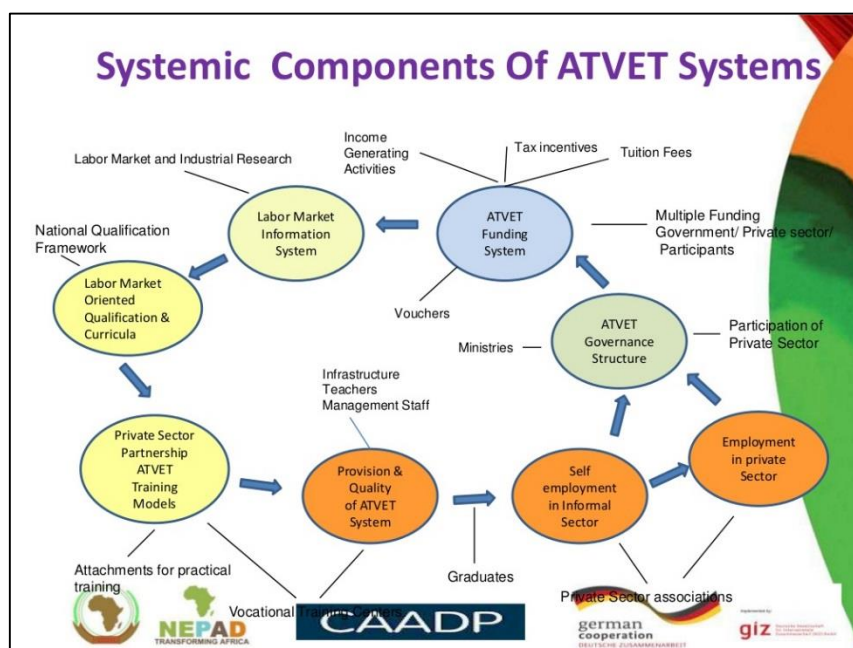 Systemic Components Of ATVET Systems
Income
Generating
Activities
Tax incentives
Tuition Fees
Labor Market and Industrial Research
Labor Market
Information
System
ATVET
Funding
System
Multiple Funding
Government/ Private sector/
Participants
National Qualification
Framework
Labor Market
Oriented
Qualification &
Curricula
Vouchers
Ministries
ATVET
Governance
Structure
Participation of
Private Sector
Infrastructure
Teachers
Management Staff
Private Sector
Partnership
ATVET
Training
Models
Provision &
Quality
of ATVET
System
Self
employment
in Informal
Sector
Employment
in private
Sector
Attachments for practical
training
Graduates
Vocational Training Centers
Private Sector associations
NEPAD
TRANSFORMING AFRICA
CAADP
german
cooperation
DEUTSCHE ZUSAMMENARBEIT
Implemented by:
giz